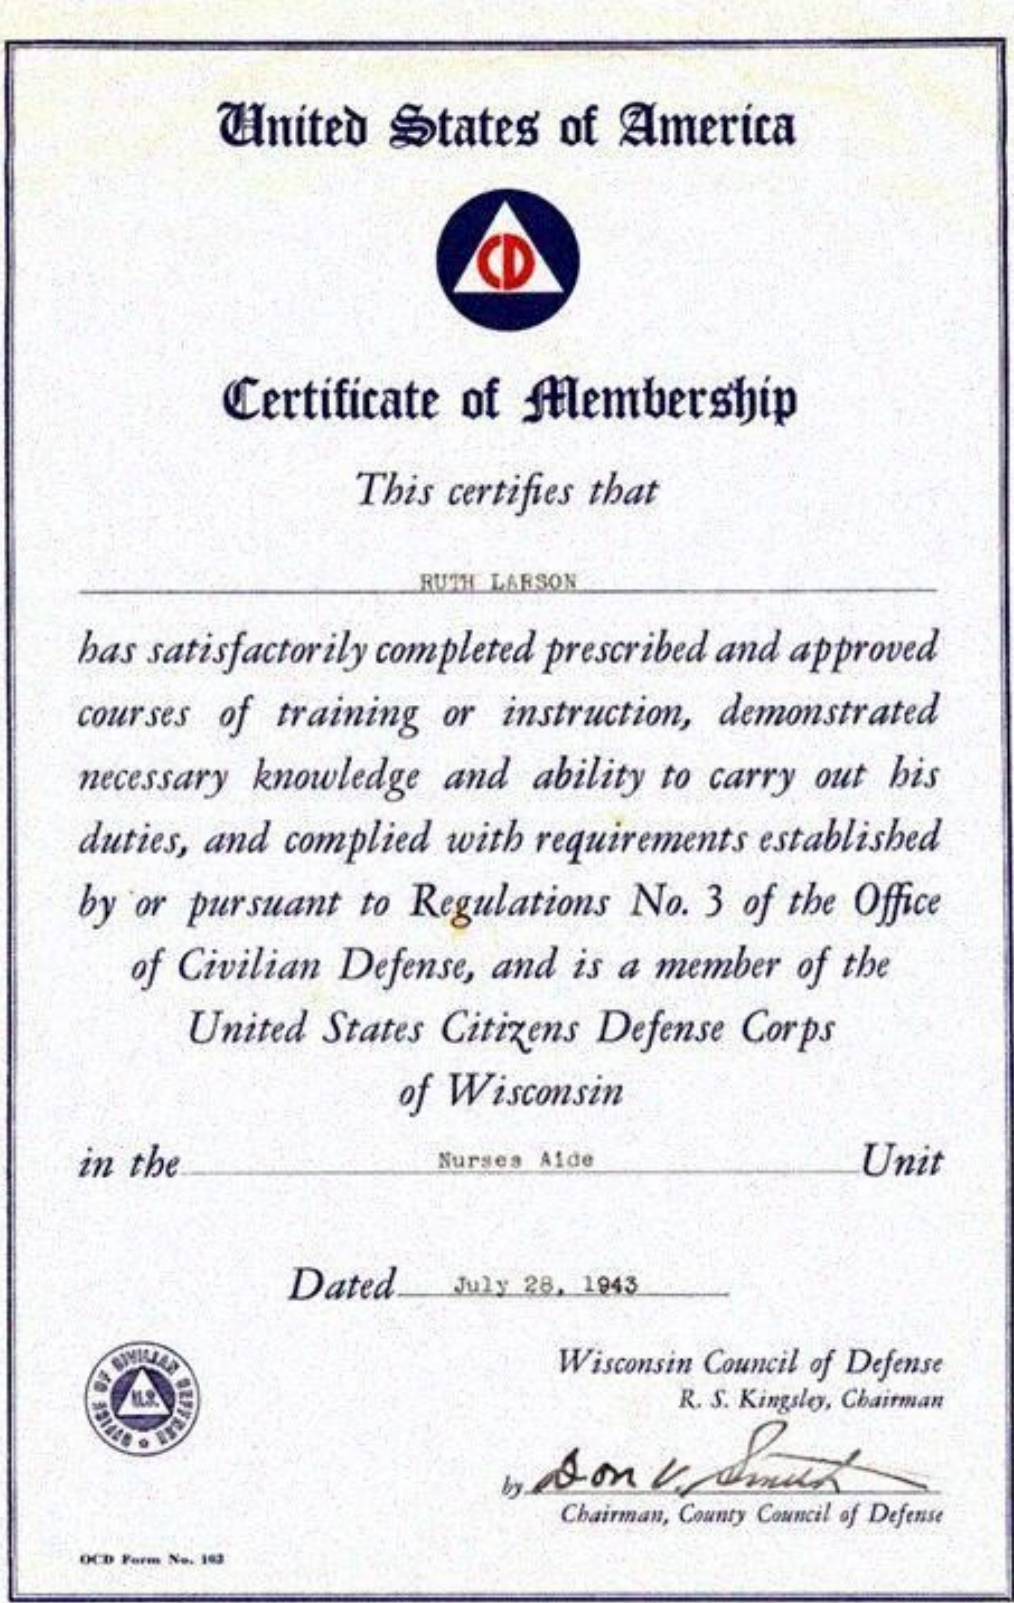 United States of America
CD
Certificate of Membership
This certifies that
RUTH LARSON
has satisfactorily completed prescribed and approved
courses of training or instruction, demonstrated
necessary knowledge and ability to carry out his
duties, and complied with requirements established
by or pursuant to Regulations No. 3 of the Office
of Civilian Defense, and is a member of the
United States Citizens Defense Corps
of Wisconsin
in the Nurses Aide Unit
Dated July 28, 1943
OFFICE OF CIVILIAN DEFENSE
U.S.
Wisconsin Council of Defense
R. S. Kingsley, Chairman
by Don V. Smith
Chairman, County Council of Defense
OCD Form No. 103